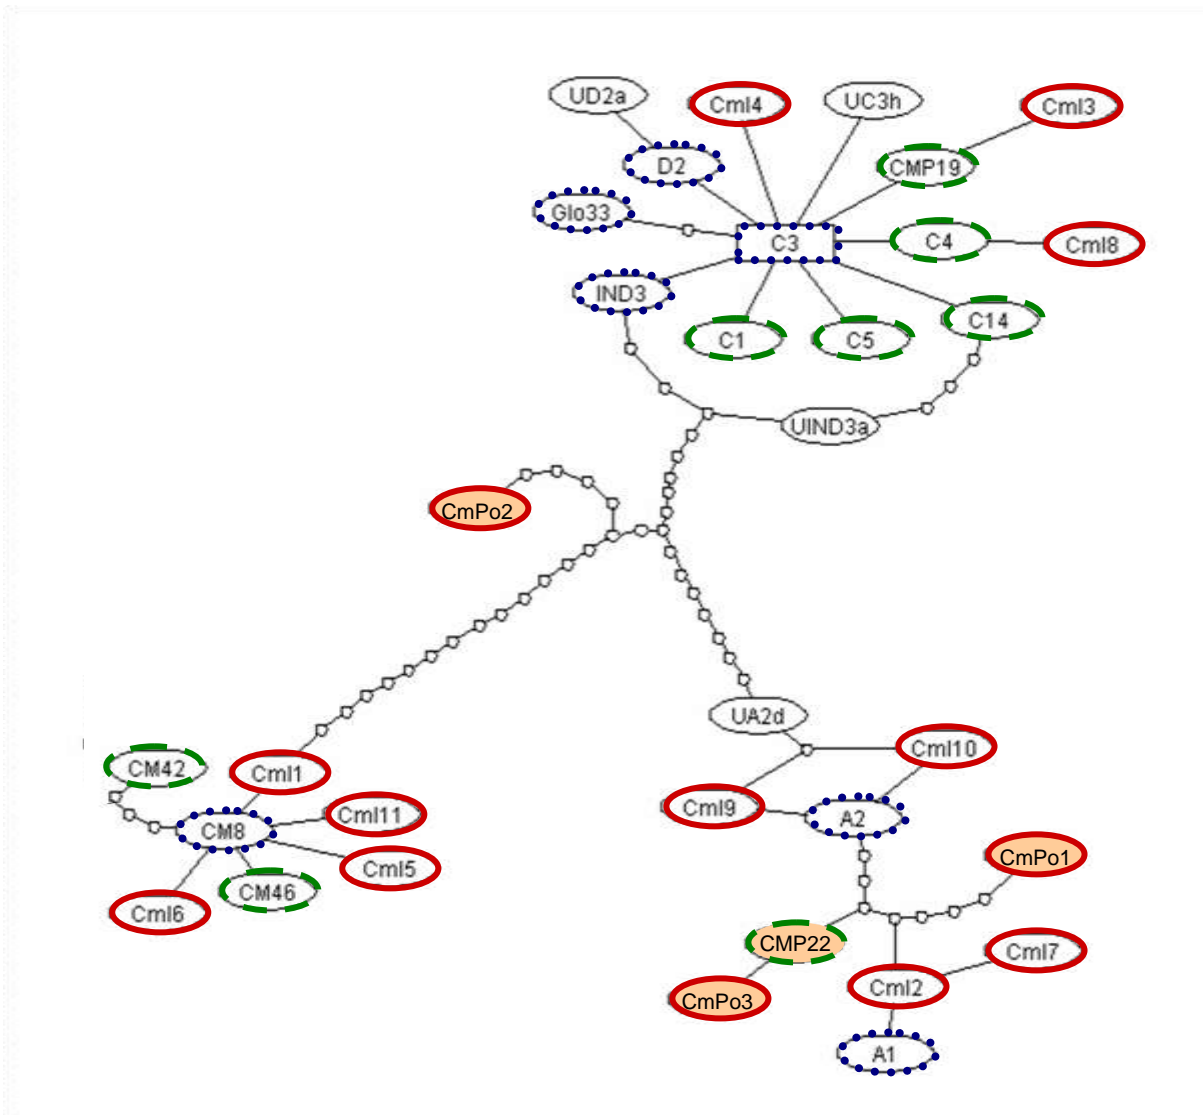 UD2a
CmI4
UC3h
CmI3
D2
CMP19
Glo33
C3
C4
CmI8
IND3
C1
C5
C14
UIND3a
CmPo2
UA2d
CmI10
CM42
CmI1
CmI9
A2
CM8
CmI11
CmI5
CmPo1
CM46
CmI6
CMP22
CmI7
CmI2
CmPo3
A1